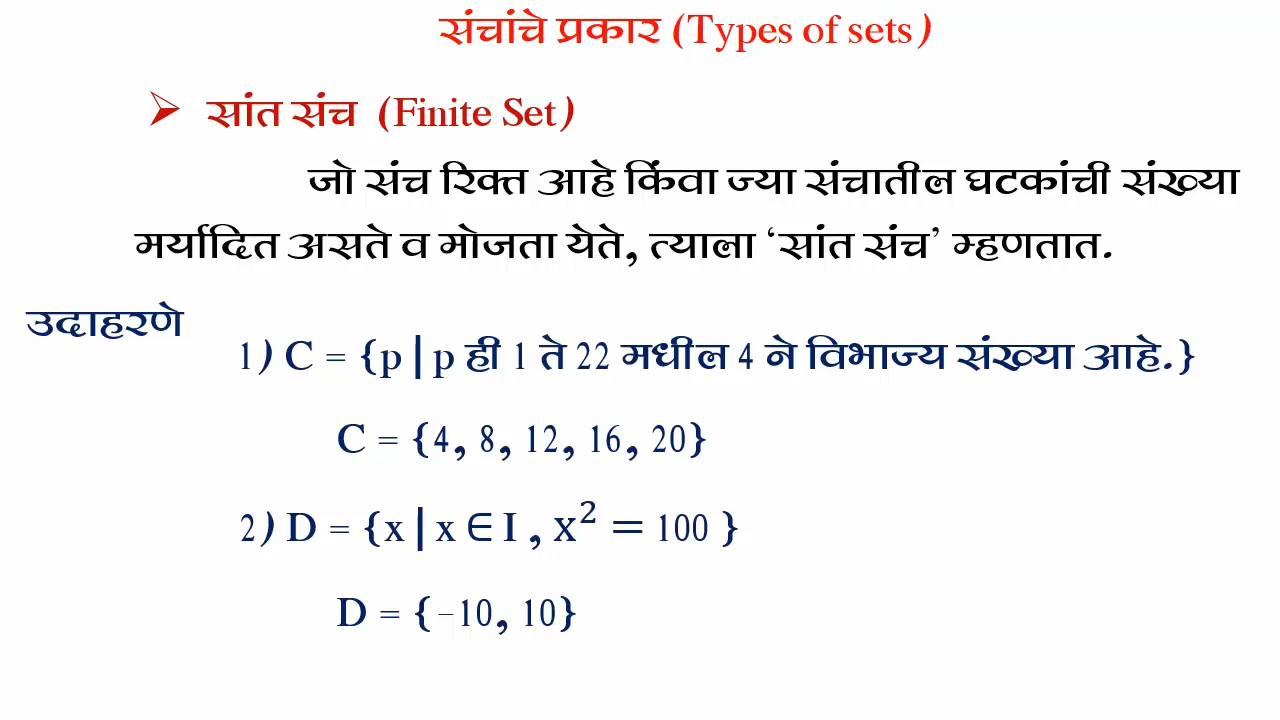 संचांचे प्रकार (Types of sets)
➢ सांत संच (Finite Set)
जो संच रिक्त आहे किंवा ज्या संचातील घटकांची संख्या
मर्यादित असते व मोजता येते, त्याला ‘सांत संच’ म्हणतात.
उदाहरणे
1) C = {p | p ही 1 ते 22 मधील 4 ने विभाज्य संख्या आहे.}
C = {4, 8, 12, 16, 20}
2) D = {x | x ∈ I , x² = 100 }
D = {-10, 10}